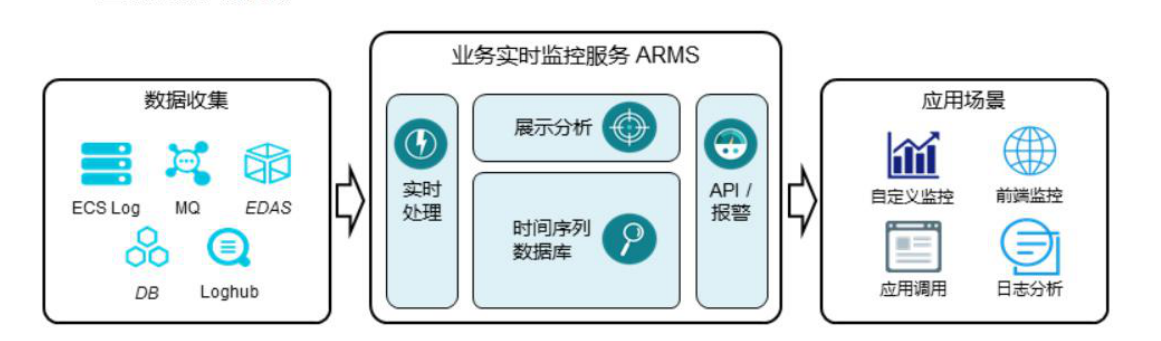 业务实时监控服务 ARMS
数据收集
ECS Log
MQ
EDAS
DB
Loghub
实时
处理
展示分析
时间序列
数据库
API /
报警
应用场景
自定义监控
前端监控
应用调用
日志分析